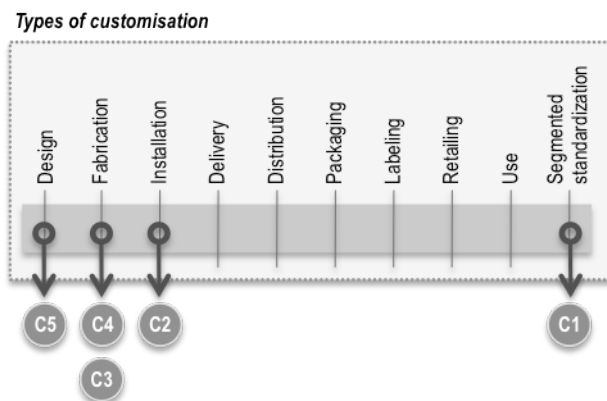 Types of customisation
Design
Fabrication
Installation
Delivery
Distribution
Packaging
Labeling
Retailing
Use
Segmented
standardization
C5
C4
C2
C1
C3